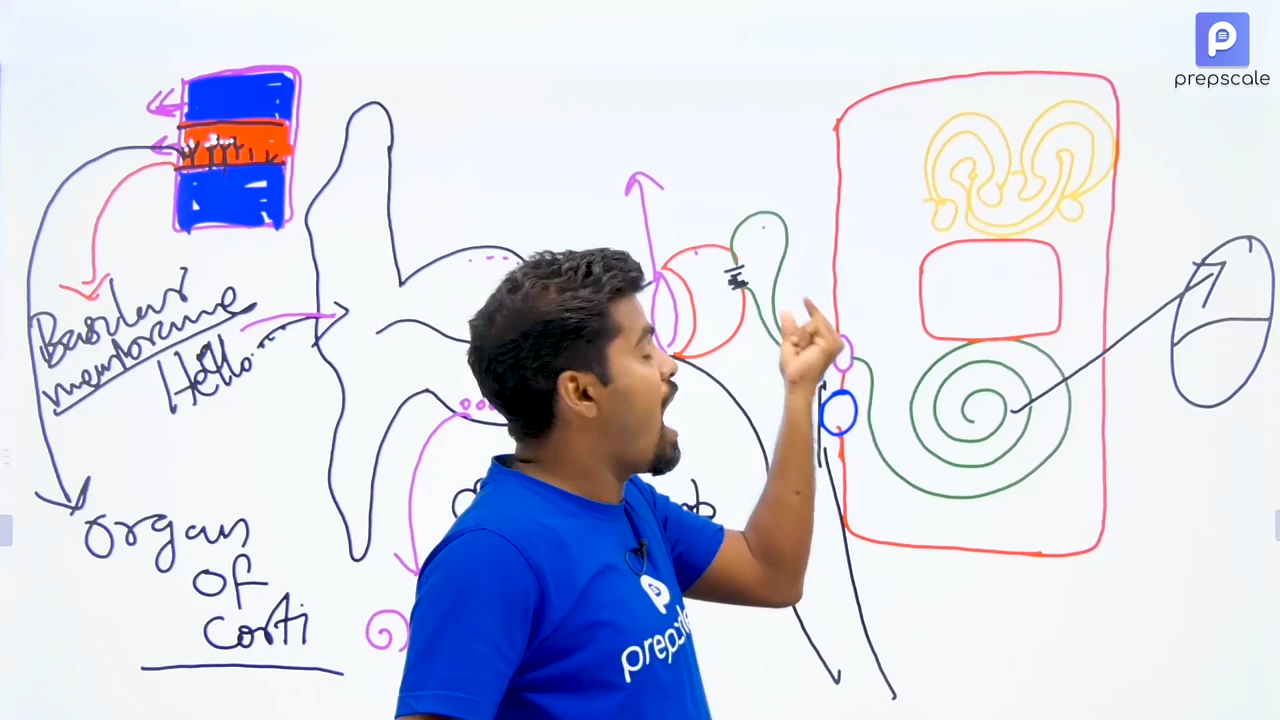 prepscale
Basilar
membrane
Hello
organ
of
corti
prepscale